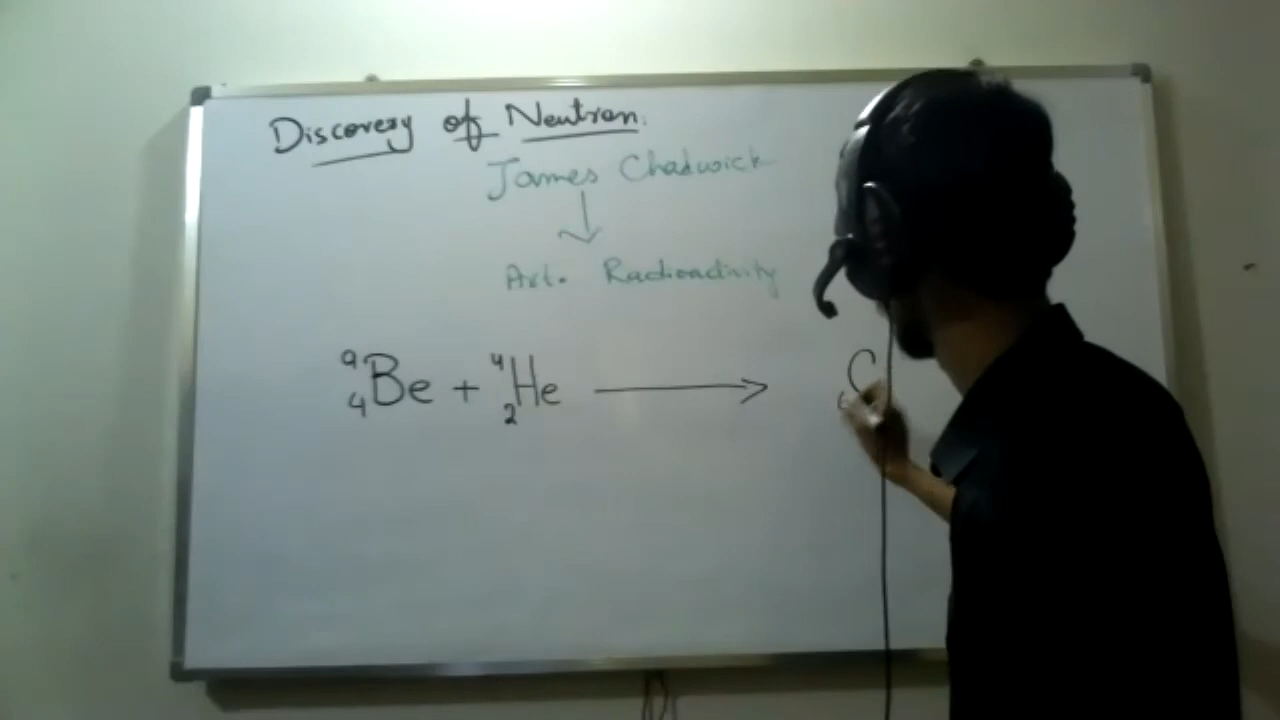 Discovery of Neutron.
James Chadwick
Art. Radioactivity
⁹₄Be + ⁴₂He ⟶ C